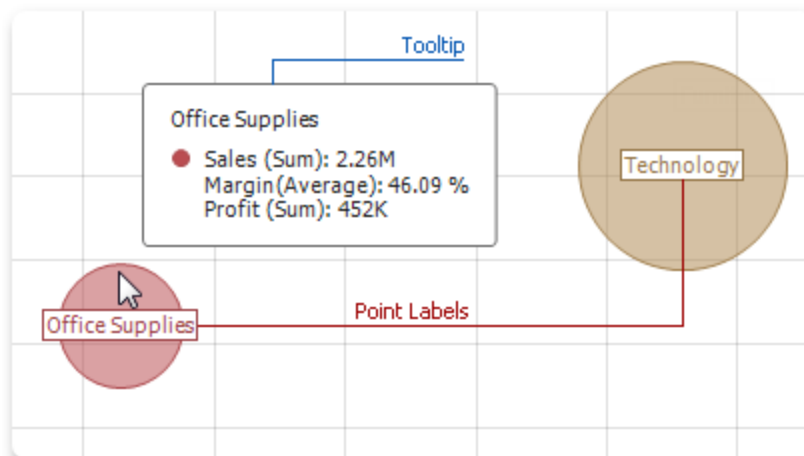 Tooltip
Office Supplies
Sales (Sum): 2.26M
Margin(Average): 46.09 %
Profit (Sum): 452K
Technology
Point Labels
Office Supplies